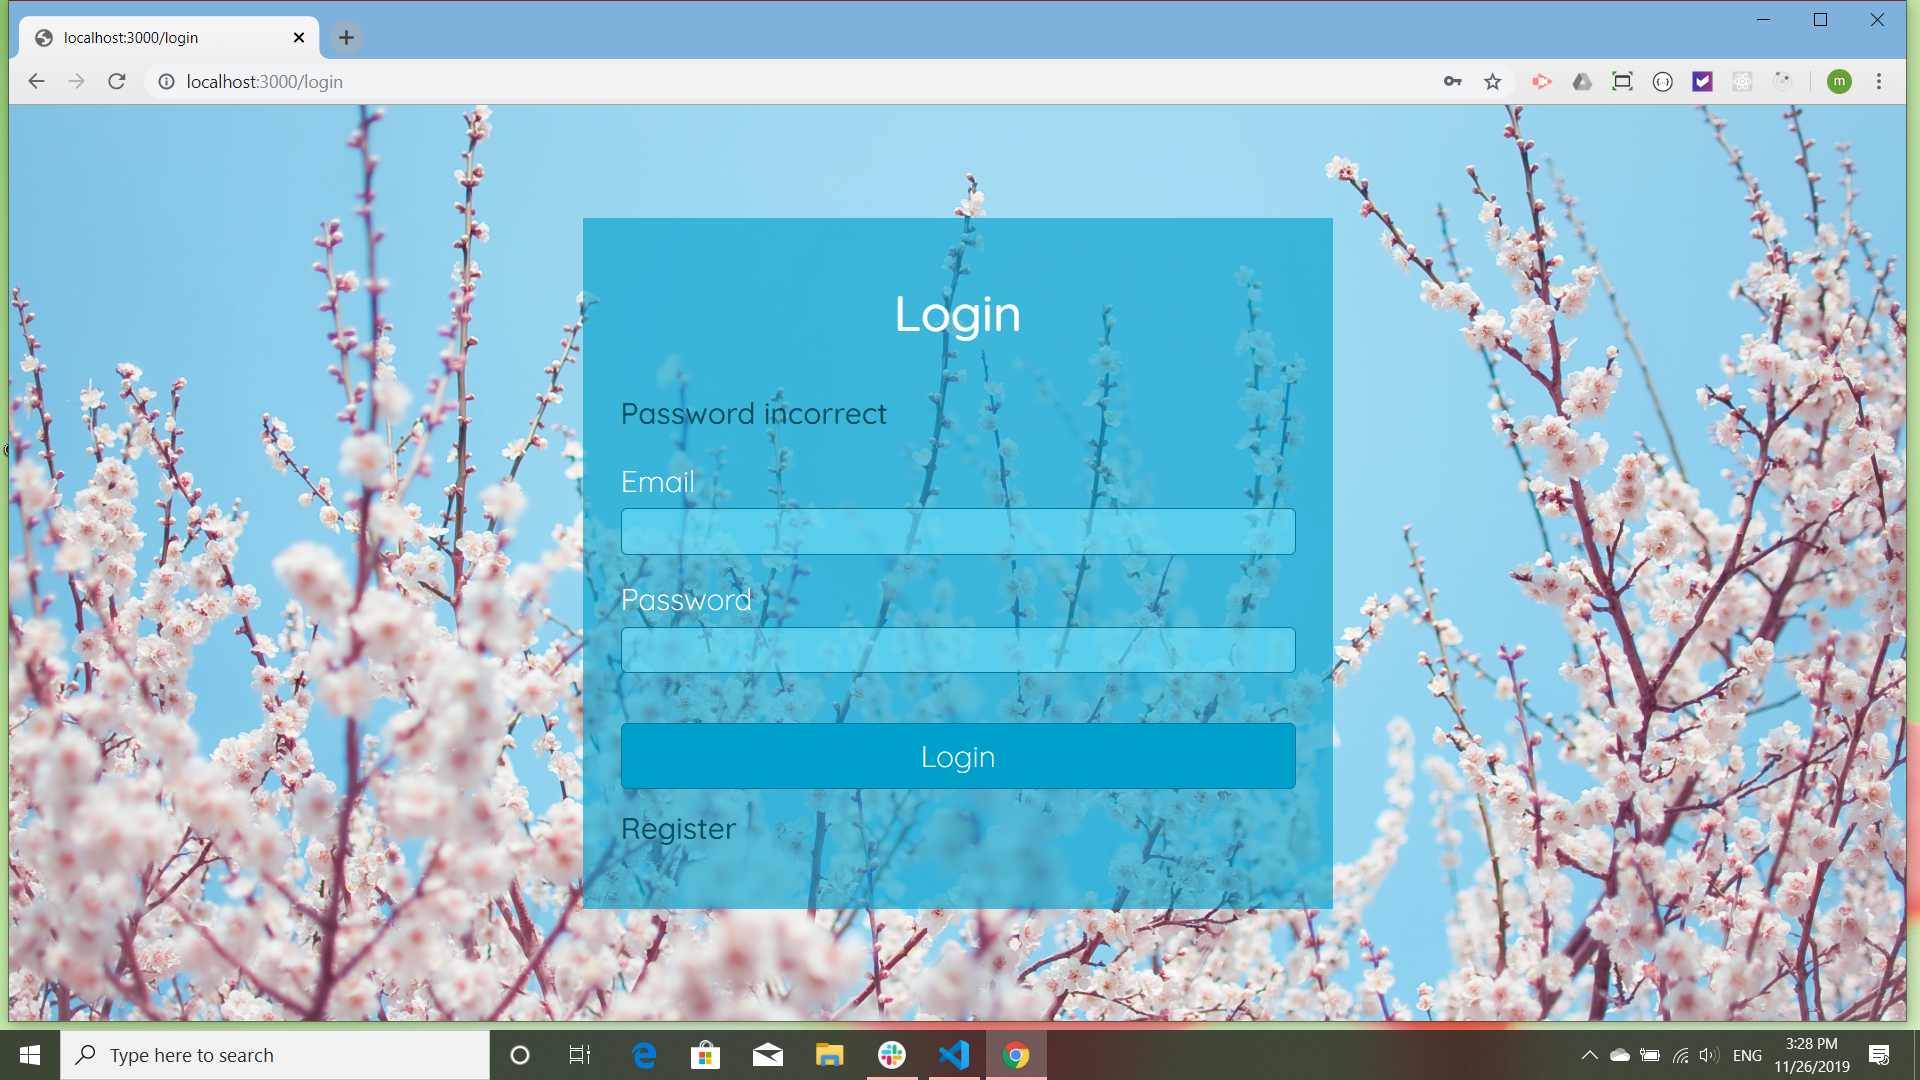 localhost:3000/login
localhost:3000/login
m
Login
Password incorrect
Email
Password
Login
Register
Type here to search
ENG
3:28 PM
11/26/2019